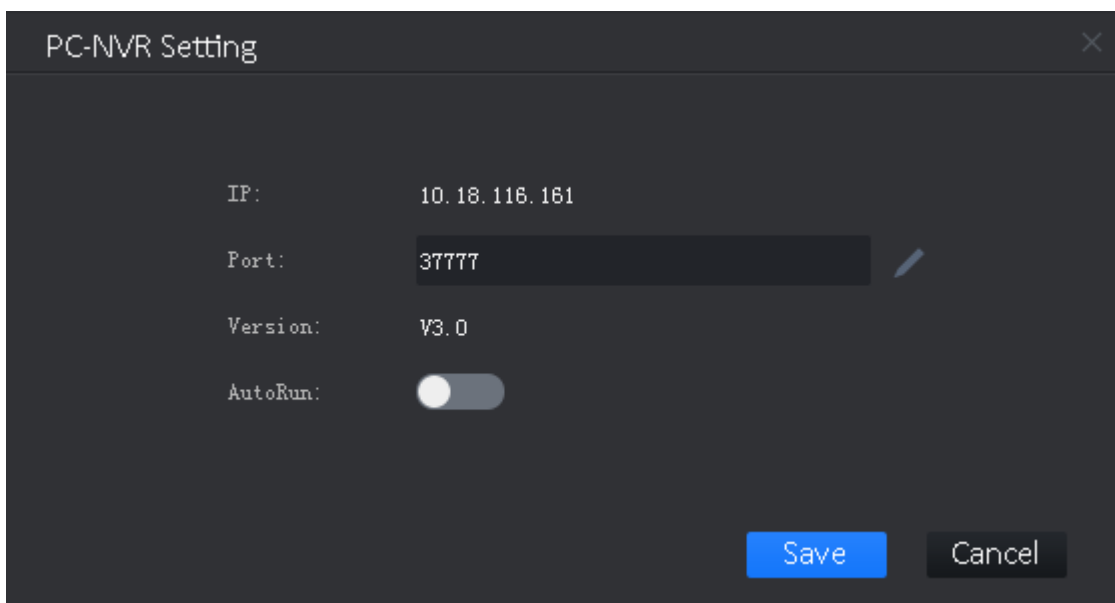 PC-NVR Setting
IP: 10.18.116.161
Port: 37777
Version: V3.0
AutoRun:
Save Cancel